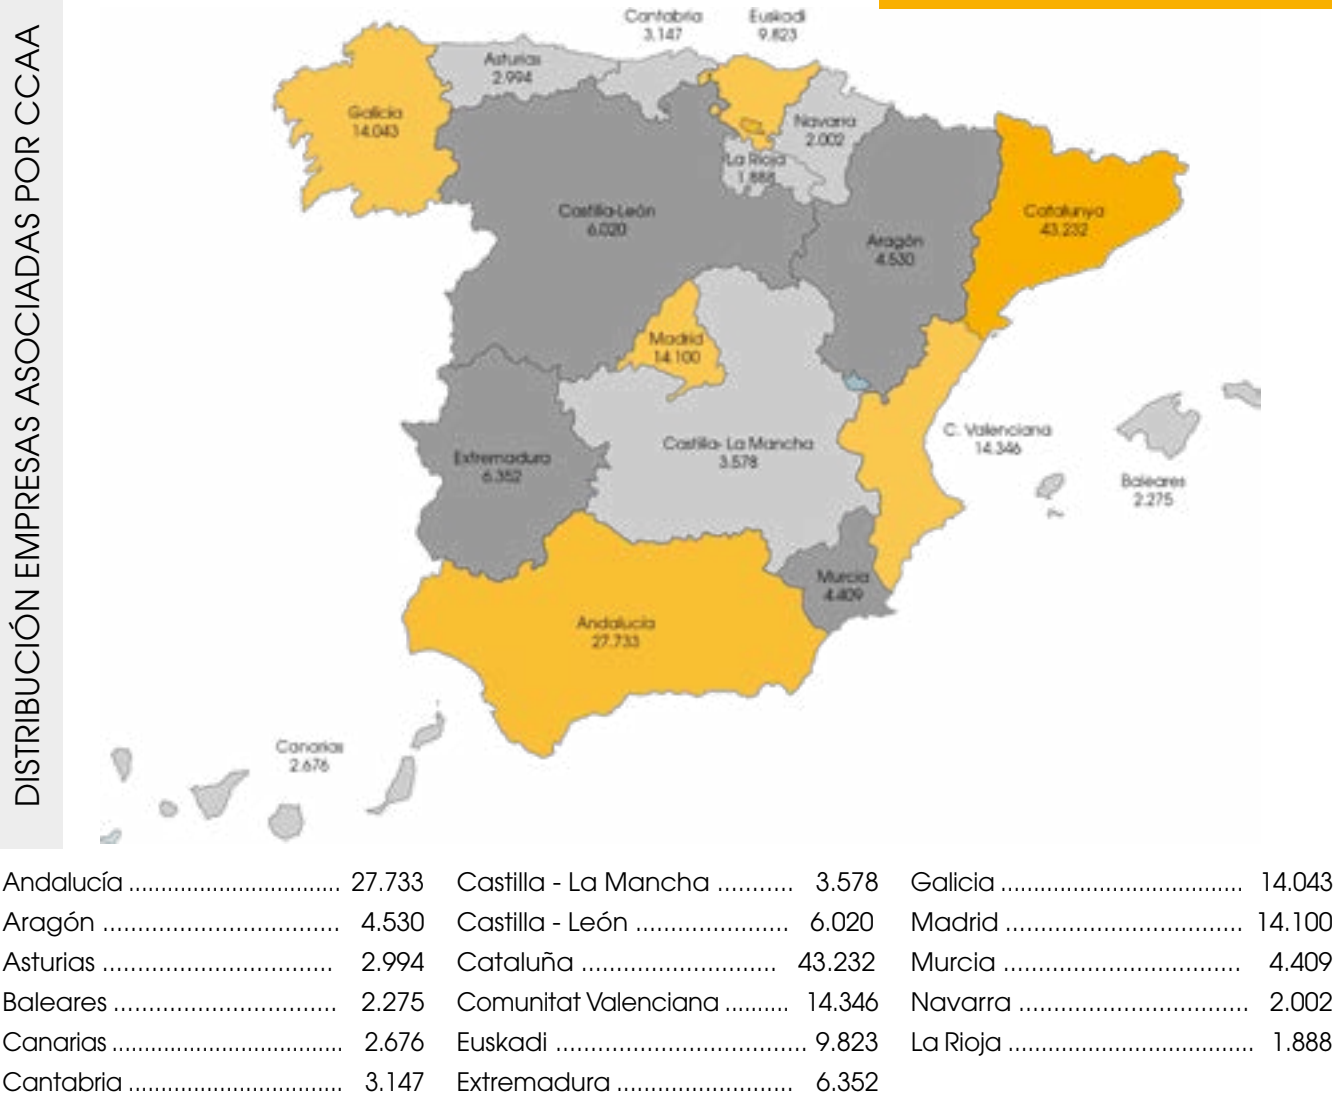 DISTRIBUCIÓN EMPRESAS ASOCIADAS POR CCAA
Cantabria
3.147
Euskadi
9.823
Asturias
2.994
Galicia
14.043
Navarra
2.002
La Rioja
1.888
Castilla-León
6.020
Aragón
4.530
Catalunya
43.232
Madrid
14.100
C. Valenciana
14.346
Castilla- La Mancha
3.578
Extremadura
6.352
Baleares
2.275
Murcia
4.409
Andalucía
27.733
Canarias
2.676
Andalucía ................................. 27.733
Aragón .................................. 4.530
Asturias ................................. 2.994
Baleares ................................ 2.275
Canarias .................................... 2.676
Cantabria ................................. 3.147
Castilla - La Mancha ........... 3.578
Castilla - León ...................... 6.020
Cataluña ............................ 43.232
Comunitat Valenciana .......... 14.346
Euskadi .................................... 9.823
Extremadura ......................... 6.352
Galicia ..................................... 14.043
Madrid .................................. 14.100
Murcia .................................. 4.409
Navarra ................................. 2.002
La Rioja ................................... 1.888